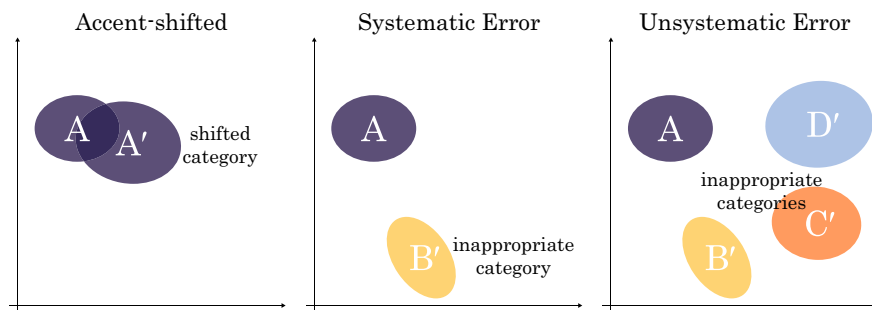 Accent-shifted
A
A′
shifted
category
Systematic Error
A
B′
inappropriate
category
Unsystematic Error
A
D′
inappropriate
categories
C′
B′